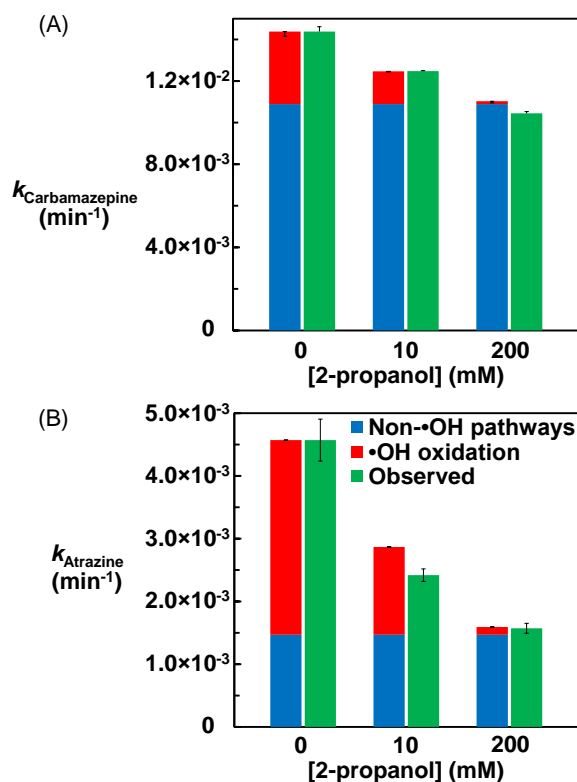 (A)
1.2×10⁻²
8.0×10⁻³
4.0×10⁻³
0
k_Carbamazepine
(min⁻¹)
0 10 200
[2-propanol] (mM)
(B)
5.0×10⁻³
4.0×10⁻³
3.0×10⁻³
2.0×10⁻³
1.0×10⁻³
0
k_Atrazine
(min⁻¹)
Non-•OH pathways
•OH oxidation
Observed
0 10 200
[2-propanol] (mM)